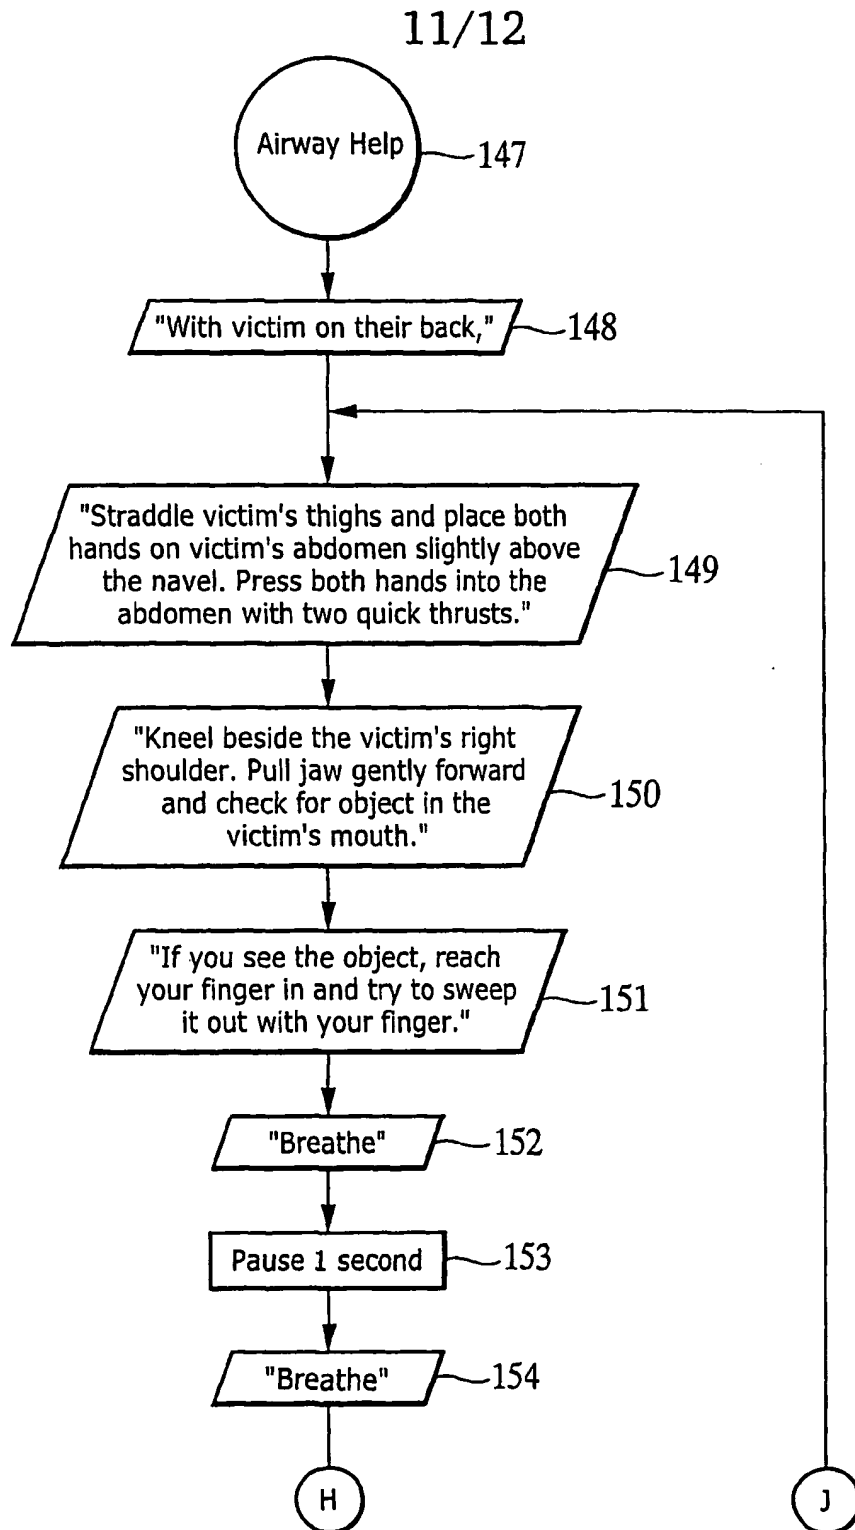 11/12
Airway Help
147
"With victim on their back,"
148
"Straddle victim's thighs and place both
hands on victim's abdomen slightly above
the navel. Press both hands into the
abdomen with two quick thrusts."
149
"Kneel beside the victim's right
shoulder. Pull jaw gently forward
and check for object in the
victim's mouth."
150
"If you see the object, reach
your finger in and try to sweep
it out with your finger."
151
"Breathe"
152
Pause 1 second
153
"Breathe"
154
H
J